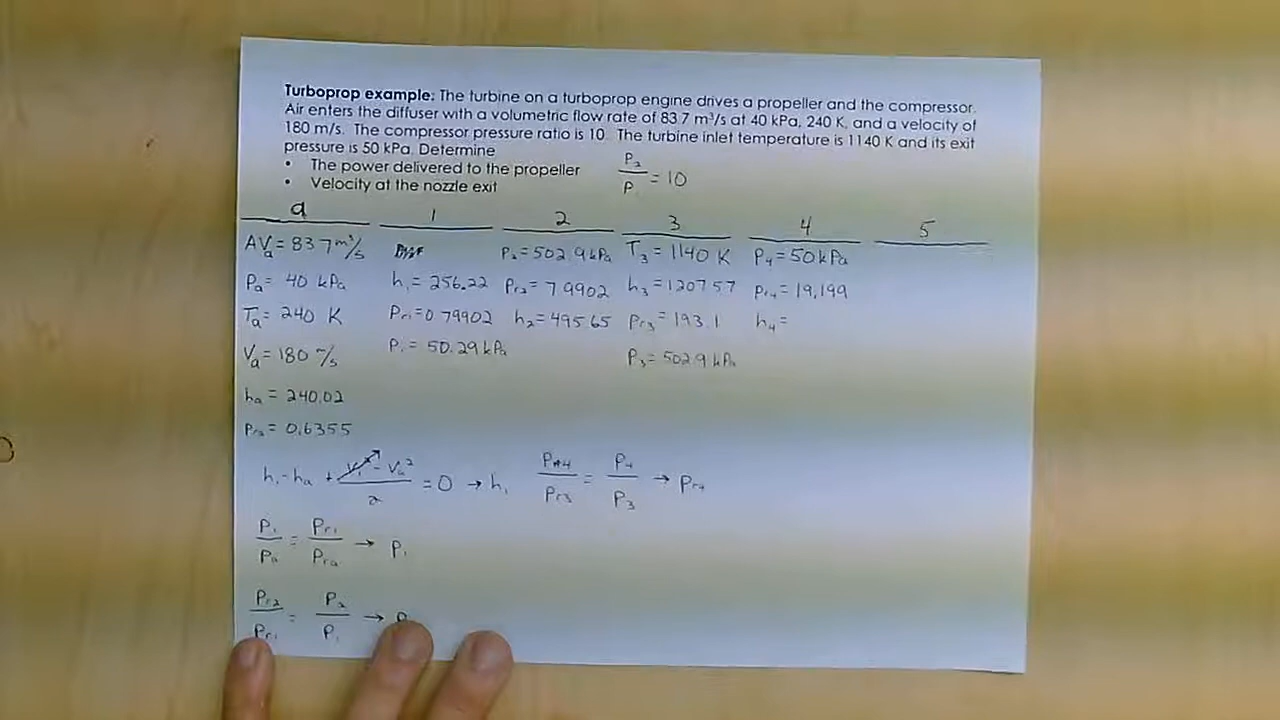 Turboprop example: The turbine on a turboprop engine drives a propeller and the compressor.
Air enters the diffuser with a volumetric flow rate of 83.7 m³/s at 40 kPa, 240 K, and a velocity of
180 m/s. The compressor pressure ratio is 10. The turbine inlet temperature is 1140 K and its exit
pressure is 50 kPa. Determine
• The power delivered to the propeller
• Velocity at the nozzle exit
P₂/P₁ = 10
a 1 2 3 4 5
AVa = 83.7 m³/s P₂ = 502.9 kPa T₃ = 1140 K P₄ = 50 kPa
Pa = 40 kPa h₁ = 256.22 Pr₂ = 7.9902 h₃ = 1207.57 Pr₄ = 19.199
Ta = 240 K Pr₁ = 0.79902 h₂ = 495.65 Pr₃ = 193.1 h₄ =
Va = 180 m/s P₁ = 50.29 kPa P₃ = 502.9 kPa
ha = 240.02
Pra = 0.6355
h₁ - ha + (V₁² - Va²)/2 = 0 → h₁ Pr₄/Pr₃ = P₄/P₃ → Pr₄
P₁/Pa = Pr₁/Pra → P₁
Pr₂/Pr₁ = P₂/P₁ →